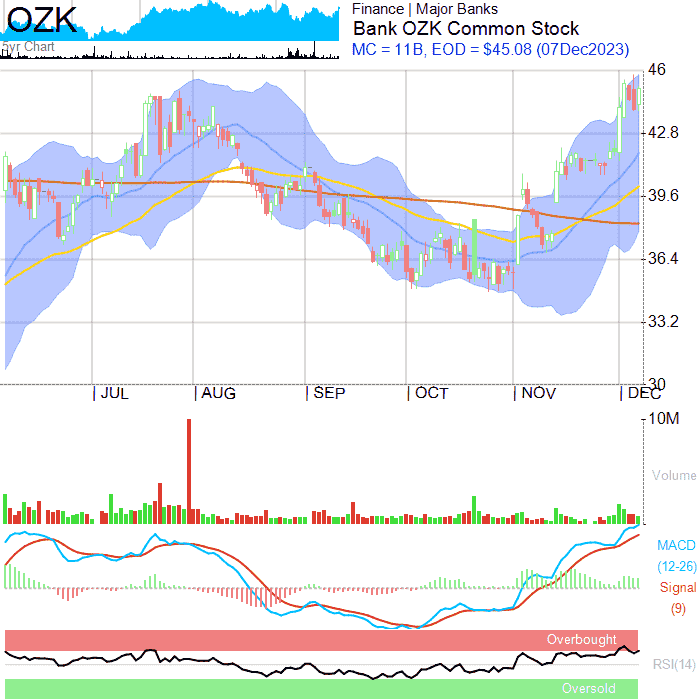 OZK
5yr Chart
Finance | Major Banks
Bank OZK Common Stock
MC = 11B, EOD = $45.08 (07Dec2023)
46
42.8
39.6
36.4
33.2
30
JUL AUG SEP OCT NOV DEC
10M
Volume
MACD
(12-26)
Signal
(9)
Overbought
RSI(14)
Oversold